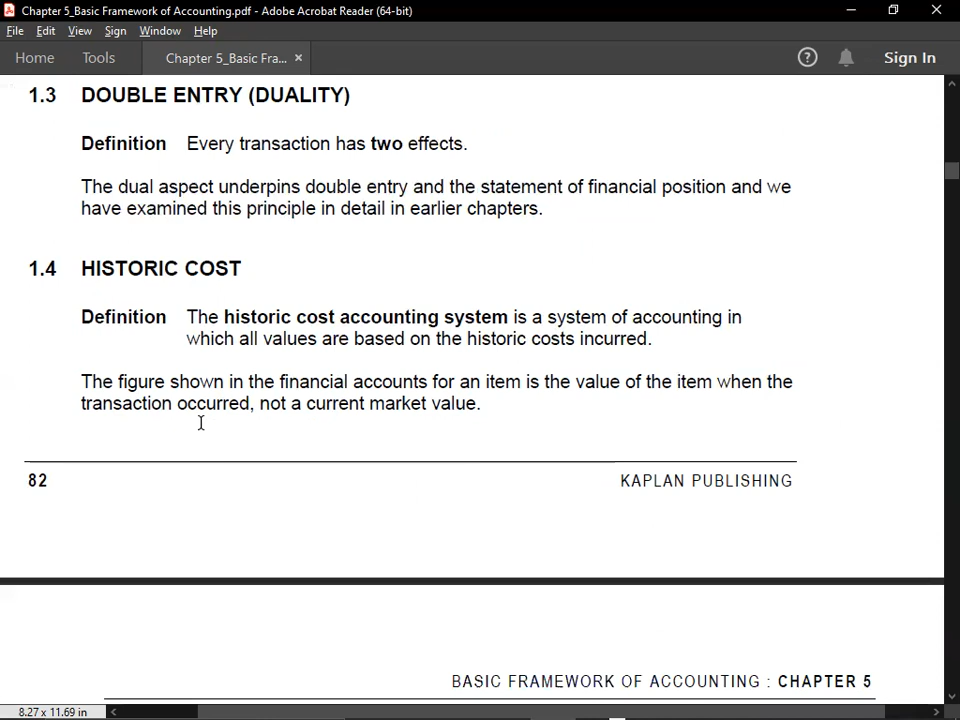 Chapter 5_Basic Framework of Accounting.pdf - Adobe Acrobat Reader (64-bit)
File Edit View Sign Window Help
Home Tools Chapter 5_Basic Fra... × ? Sign In
1.3 DOUBLE ENTRY (DUALITY)
Definition Every transaction has two effects.
The dual aspect underpins double entry and the statement of financial position and we
have examined this principle in detail in earlier chapters.
1.4 HISTORIC COST
Definition The historic cost accounting system is a system of accounting in
which all values are based on the historic costs incurred.
The figure shown in the financial accounts for an item is the value of the item when the
transaction occurred, not a current market value.
82 KAPLAN PUBLISHING
BASIC FRAMEWORK OF ACCOUNTING : CHAPTER 5
8.27 x 11.69 in